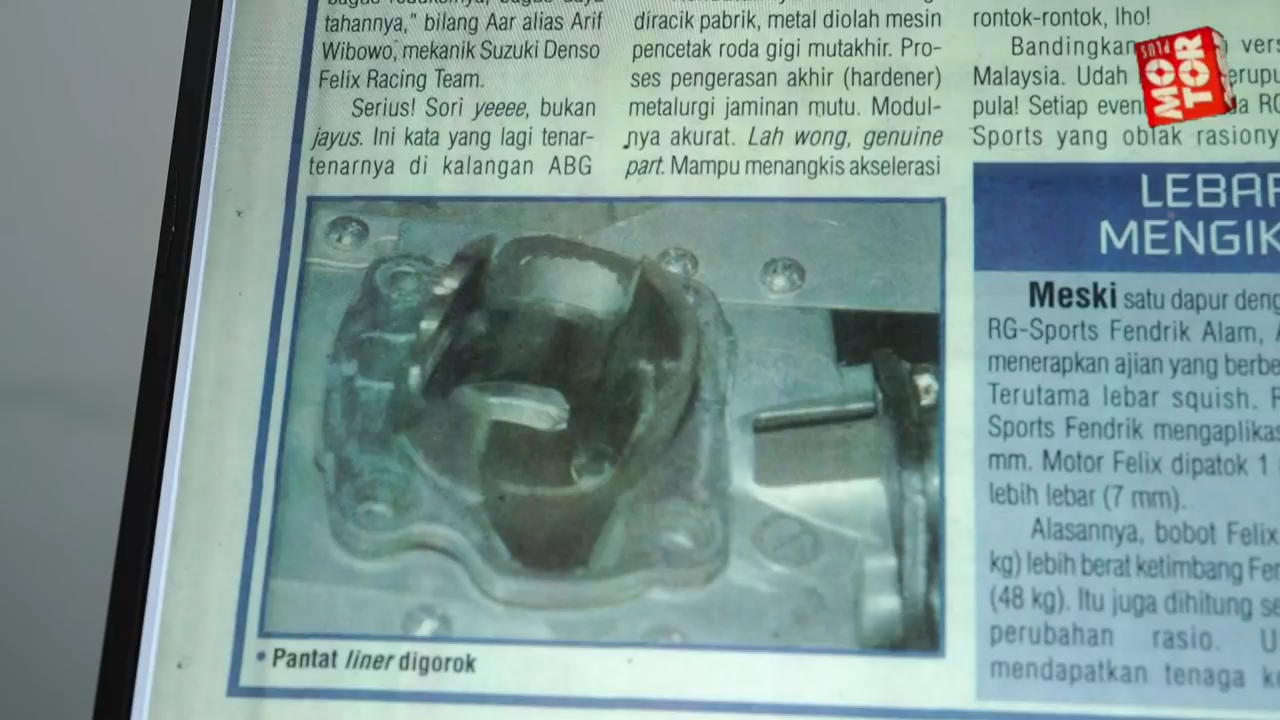 tahannya," bilang Aar alias Arif
Wibowo, mekanik Suzuki Denso
Felix Racing Team.
Serius! Sori yeeee, bukan
jayus. Ini kata yang lagi tenar-
tenarnya di kalangan ABG
diracik pabrik, metal diolah mesin
pencetak roda gigi mutakhir. Pro-
ses pengerasan akhir (hardener)
metalurgi jaminan mutu. Modul-
nya akurat. Lah wong, genuine
part. Mampu menangkis akselerasi
rontok-rontok, lho!
Bandingkan
Malaysia. Udah
pula! Setiap even
Sports yang oblak
MOTOR
PLUS
LEBAR
MENGIK
Meski satu dapur deng
RG-Sports Fendrik Alam,
menerapkan ajian yang berbe
Terutama lebar squish.
Sports Fendrik mengaplikas
mm. Motor Felix dipatok 1
lebih lebar (7 mm).
Alasannya, bobot Felix
kg) lebih berat ketimbang Fen
(48 kg). Itu juga dihitung
perubahan rasio.
mendapatkan tenaga
• Pantat liner digorok